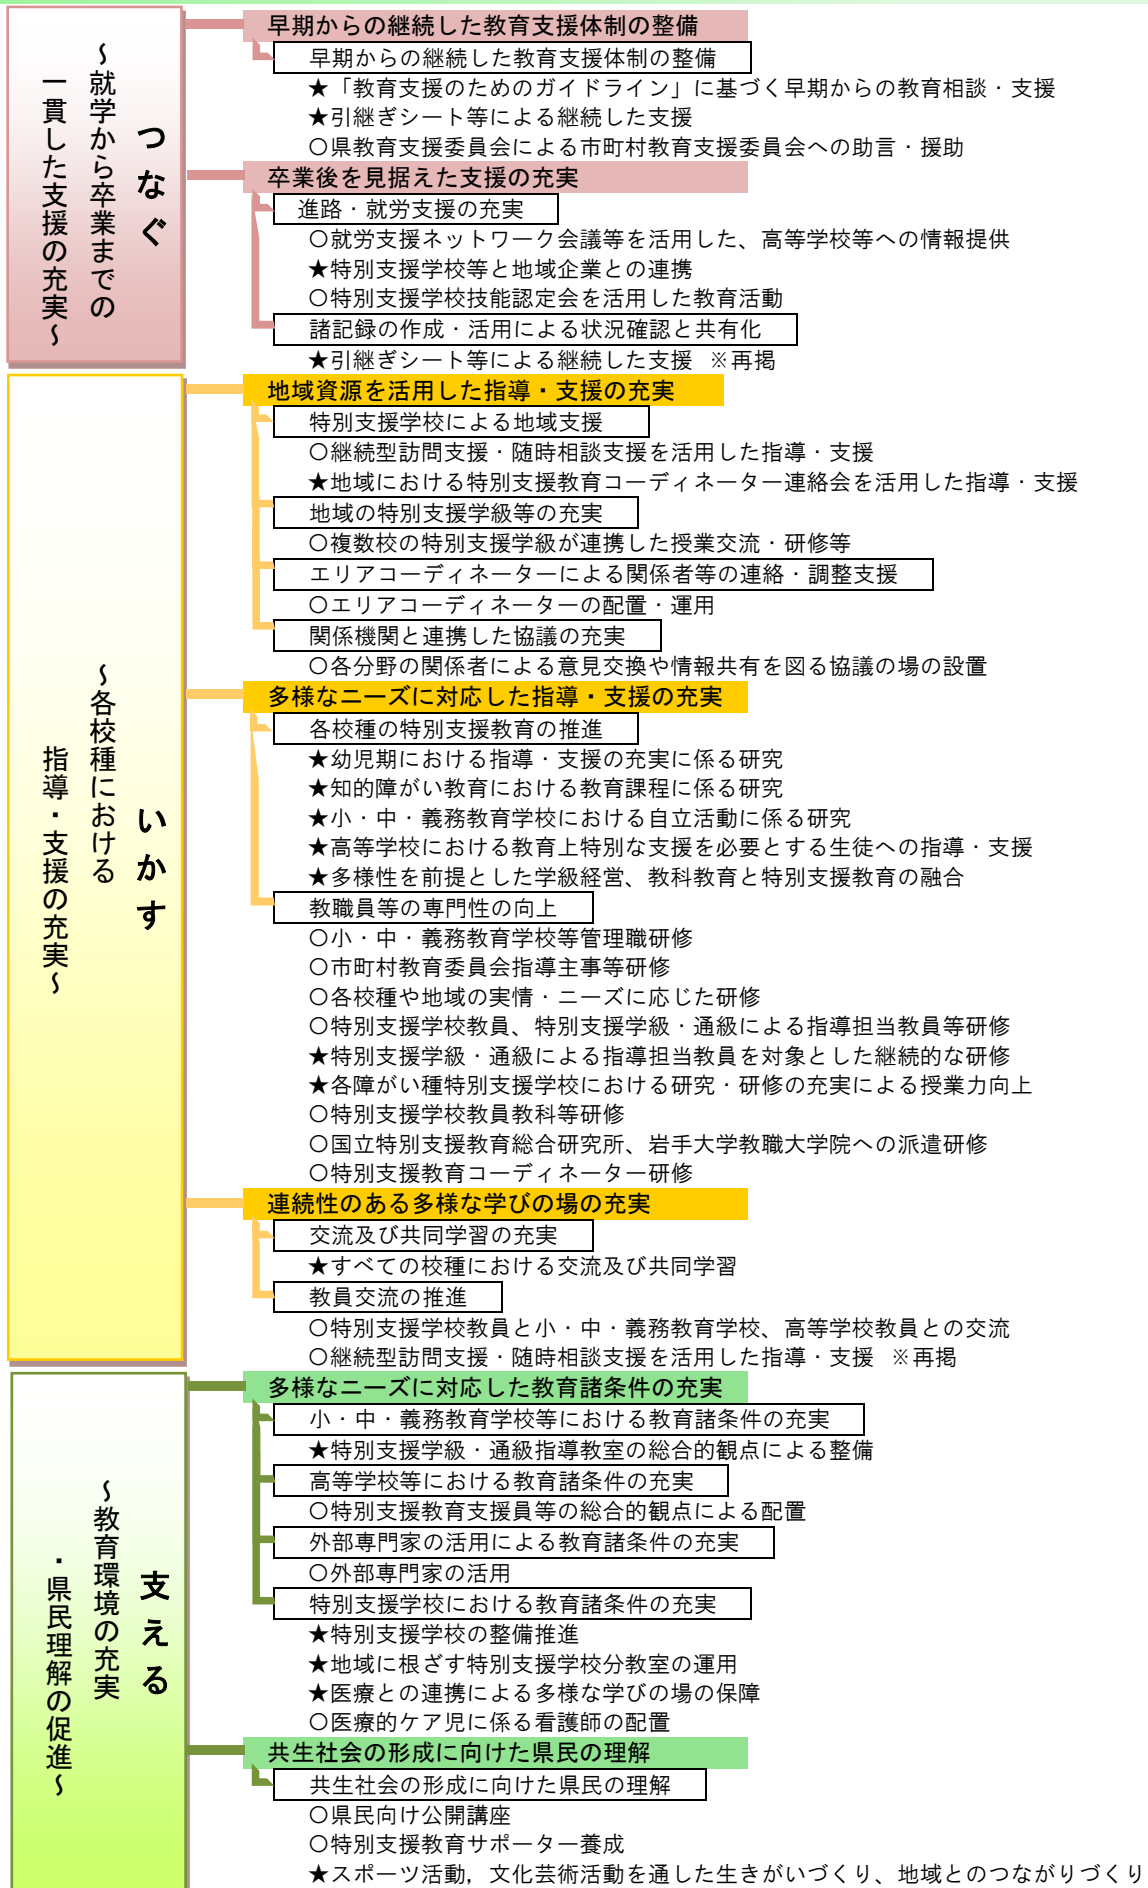 つなぐ
～就学から卒業までの
一貫した支援の充実～
早期からの継続した教育支援体制の整備
早期からの継続した教育支援体制の整備
★「教育支援のためのガイドライン」に基づく早期からの教育相談・支援
★引継ぎシート等による継続した支援
○県教育支援委員会による市町村教育支援委員会への助言・援助
卒業後を見据えた支援の充実
進路・就労支援の充実
○就労支援ネットワーク会議等を活用した、高等学校等への情報提供
★特別支援学校等と地域企業との連携
○特別支援学校技能認定会を活用した教育活動
諸記録の作成・活用による状況確認と共有化
★引継ぎシート等による継続した支援 ※再掲
いかす
～各校種における
指導・支援の充実～
地域資源を活用した指導・支援の充実
特別支援学校による地域支援
○継続型訪問支援・随時相談支援を活用した指導・支援
★地域における特別支援教育コーディネーター連絡会を活用した指導・支援
地域の特別支援学級等の充実
○複数校の特別支援学級が連携した授業交流・研修等
エリアコーディネーターによる関係者等の連絡・調整支援
○エリアコーディネーターの配置・運用
関係機関と連携した協議の充実
○各分野の関係者による意見交換や情報共有を図る協議の場の設置
多様なニーズに対応した指導・支援の充実
各校種の特別支援教育の推進
★幼児期における指導・支援の充実に係る研究
★知的障がい教育における教育課程に係る研究
★小・中・義務教育学校における自立活動に係る研究
★高等学校における教育上特別な支援を必要とする生徒への指導・支援
★多様性を前提とした学級経営、教科教育と特別支援教育の融合
教職員等の専門性の向上
○小・中・義務教育学校等管理職研修
○市町村教育委員会指導主事等研修
○各校種や地域の実情・ニーズに応じた研修
○特別支援学校教員、特別支援学級・通級による指導担当教員等研修
★特別支援学級・通級による指導担当教員を対象とした継続的な研修
★各障がい種特別支援学校における研究・研修の充実による授業力向上
○特別支援学校教員教科等研修
○国立特別支援教育総合研究所、岩手大学教職大学院への派遣研修
○特別支援教育コーディネーター研修
連続性のある多様な学びの場の充実
交流及び共同学習の充実
★すべての校種における交流及び共同学習
教員交流の推進
○特別支援学校教員と小・中・義務教育学校、高等学校教員との交流
○継続型訪問支援・随時相談支援を活用した指導・支援 ※再掲
支える
～教育環境の充実
・県民理解の促進～
多様なニーズに対応した教育諸条件の充実
小・中・義務教育学校等における教育諸条件の充実
★特別支援学級・通級指導教室の総合的観点による整備
高等学校等における教育諸条件の充実
○特別支援教育支援員等の総合的観点による配置
外部専門家の活用による教育諸条件の充実
○外部専門家の活用
特別支援学校における教育諸条件の充実
★特別支援学校の整備推進
★地域に根ざす特別支援学校分教室の運用
★医療との連携による多様な学びの場の保障
○医療的ケア児に係る看護師の配置
共生社会の形成に向けた県民の理解
共生社会の形成に向けた県民の理解
○県民向け公開講座
○特別支援教育サポーター養成
★スポーツ活動，文化芸術活動を通した生きがいづくり、地域とのつながりづくり